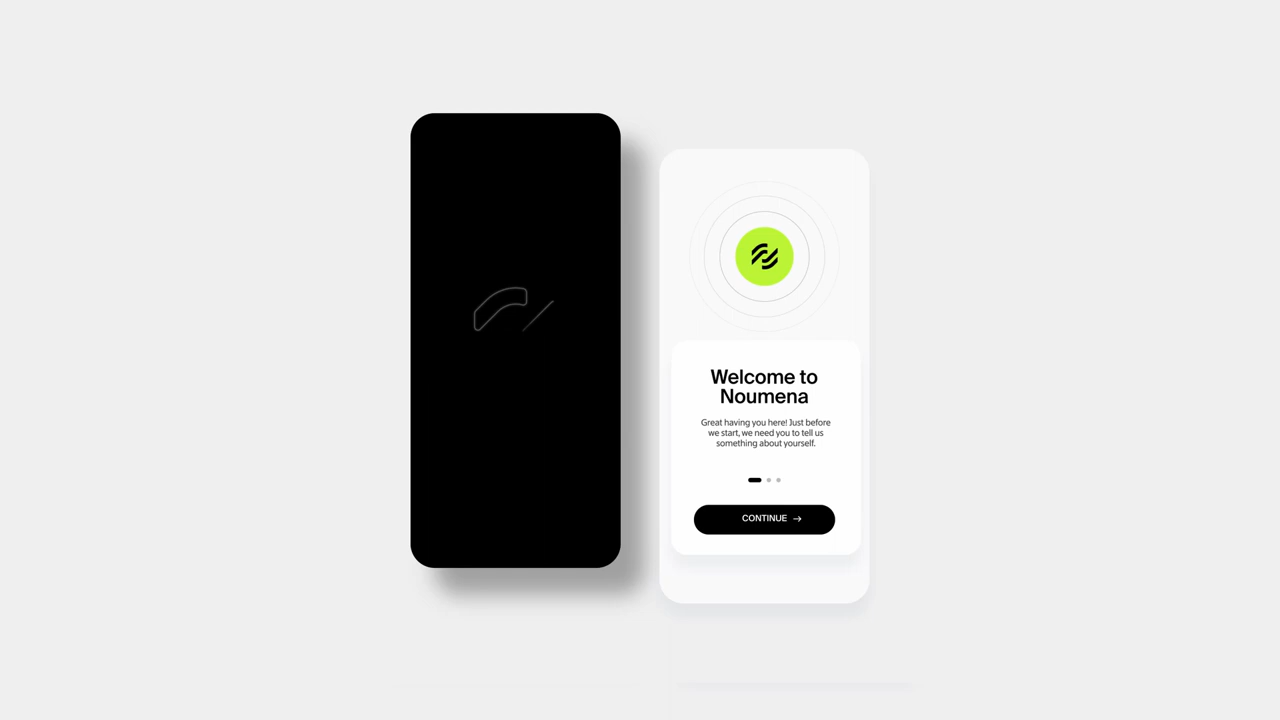 Welcome to
Noumena
Great having you here! Just before
we start, we need you to tell us
something about yourself.
CONTINUE →